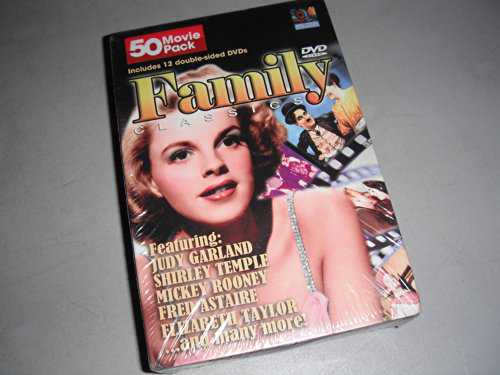 50 Movie
Pack
Includes 12 double-sided DVDs
DVD
Family
CLASSICS
Featuring:
JUDY GARLAND
SHIRLEY TEMPLE
MICKEY ROONEY
FRED ASTAIRE
ELIZABETH TAYLOR
...and many more!